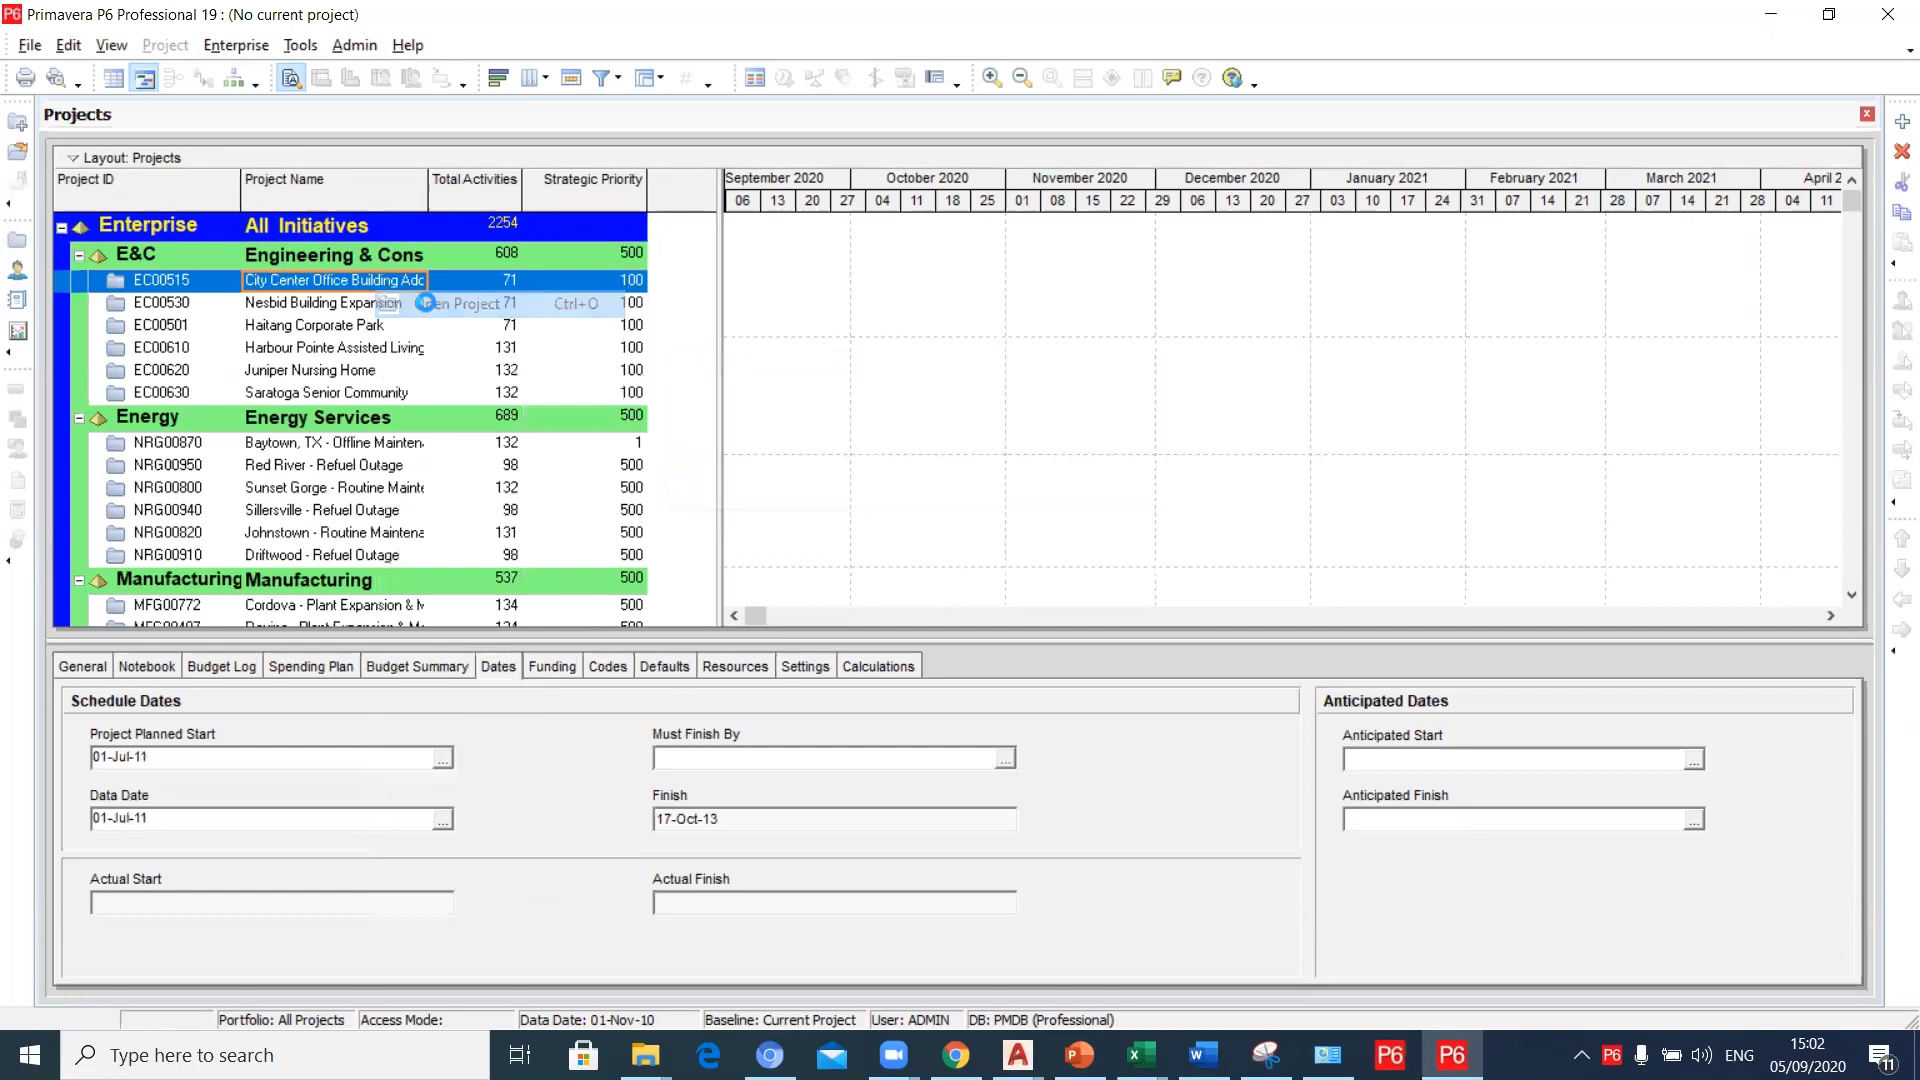 Primavera P6 Professional 19 : (No current project)
File Edit View Project Enterprise Tools Admin Help
Projects
Layout: Projects
Project ID Project Name Total Activities Strategic Priority
September 2020 October 2020 November 2020 December 2020 January 2021 February 2021 March 2021 April 2
06 13 20 27 04 11 18 25 01 08 15 22 29 06 13 20 27 03 10 17 24 31 07 14 21 28 07 14 21 28 04 11
Enterprise All Initiatives 2254
E&C Engineering & Cons 608 500
EC00515 City Center Office Building Adc 71 100
EC00530 Nesbid Building Expansion 71 100
Project Ctrl+O
EC00501 Haitang Corporate Park 71 100
EC00610 Harbour Pointe Assisted Living 131 100
EC00620 Juniper Nursing Home 132 100
EC00630 Saratoga Senior Community 132 100
Energy Energy Services 689 500
NRG00870 Baytown, TX - Offline Mainten 132 1
NRG00950 Red River - Refuel Outage 98 500
NRG00800 Sunset Gorge - Routine Mainte 132 500
NRG00940 Sillersville - Refuel Outage 98 500
NRG00820 Johnstown - Routine Maintena 131 500
NRG00910 Driftwood - Refuel Outage 98 500
Manufacturing Manufacturing 537 500
MFG00772 Cordova - Plant Expansion & M 134 500
General Notebook Budget Log Spending Plan Budget Summary Dates Funding Codes Defaults Resources Settings Calculations
Schedule Dates Anticipated Dates
Project Planned Start Must Finish By Anticipated Start
01-Jul-11
Data Date Finish Anticipated Finish
01-Jul-11 17-Oct-13
Actual Start Actual Finish
Portfolio: All Projects Access Mode: Data Date: 01-Nov-10 Baseline: Current Project User: ADMIN DB: PMDB (Professional)
Type here to search
ENG
15:02
05/09/2020
11